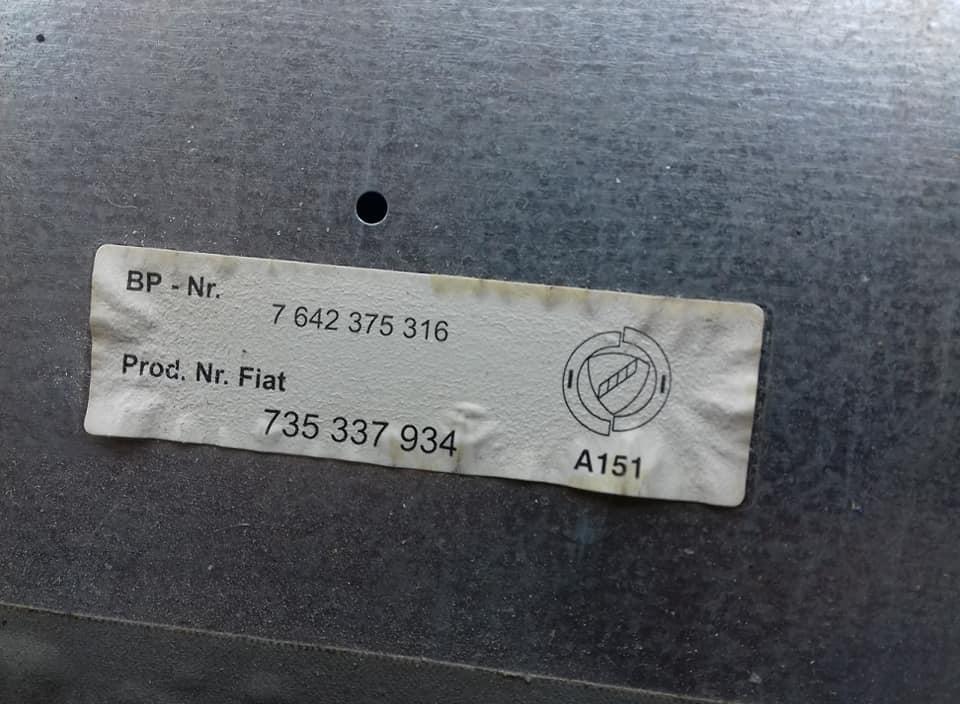 BP - Nr.
7 642 375 316
Prod. Nr. Fiat
735 337 934
A151